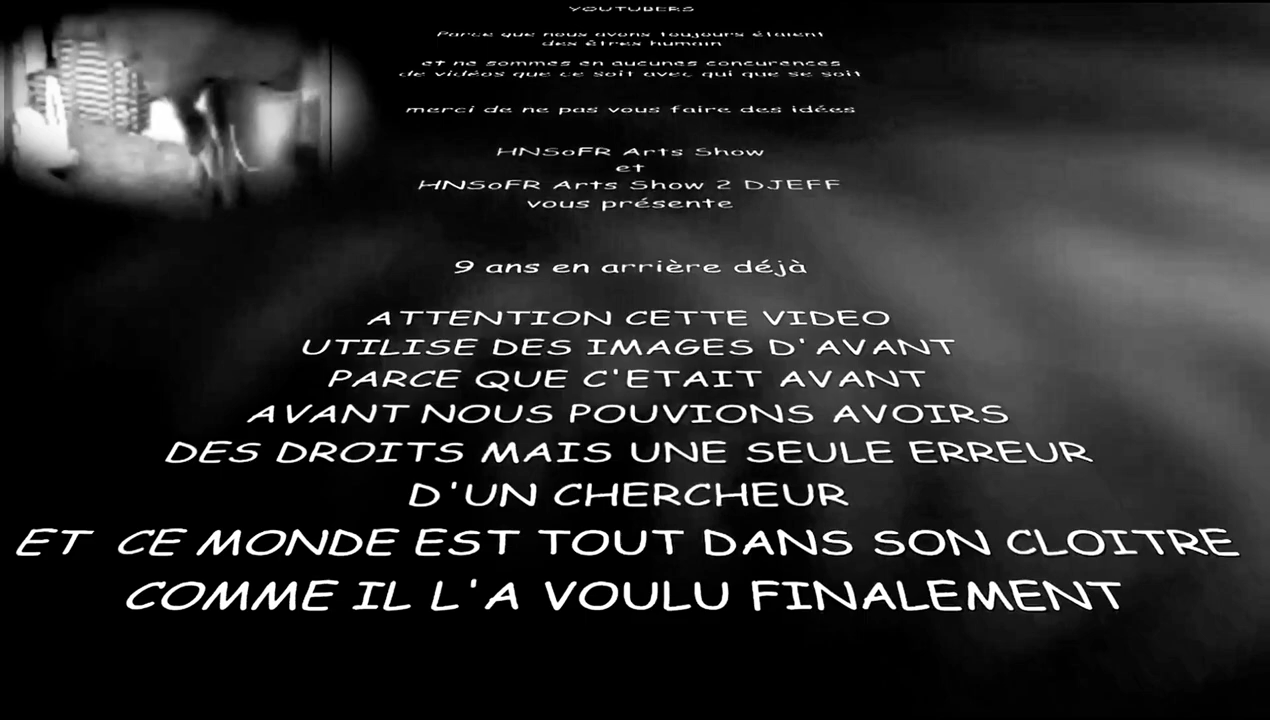 YOUTUBERS
Parce que nous avons toujours étaient
des êtres humain
et ne sommes en aucunes concurences
de vidéos que ce soit avec qui que se soit
merci de ne pas vous faire des idées
HNSoFR Arts Show
et
HNSoFR Arts Show 2 DJEFF
vous présente
9 ans en arrière déjà
ATTENTION CETTE VIDEO
UTILISE DES IMAGES D'AVANT
PARCE QUE C'ETAIT AVANT
AVANT NOUS POUVIONS AVOIRS
DES DROITS MAIS UNE SEULE ERREUR
D'UN CHERCHEUR
ET CE MONDE EST TOUT DANS SON CLOITRE
COMME IL L'A VOULU FINALEMENT